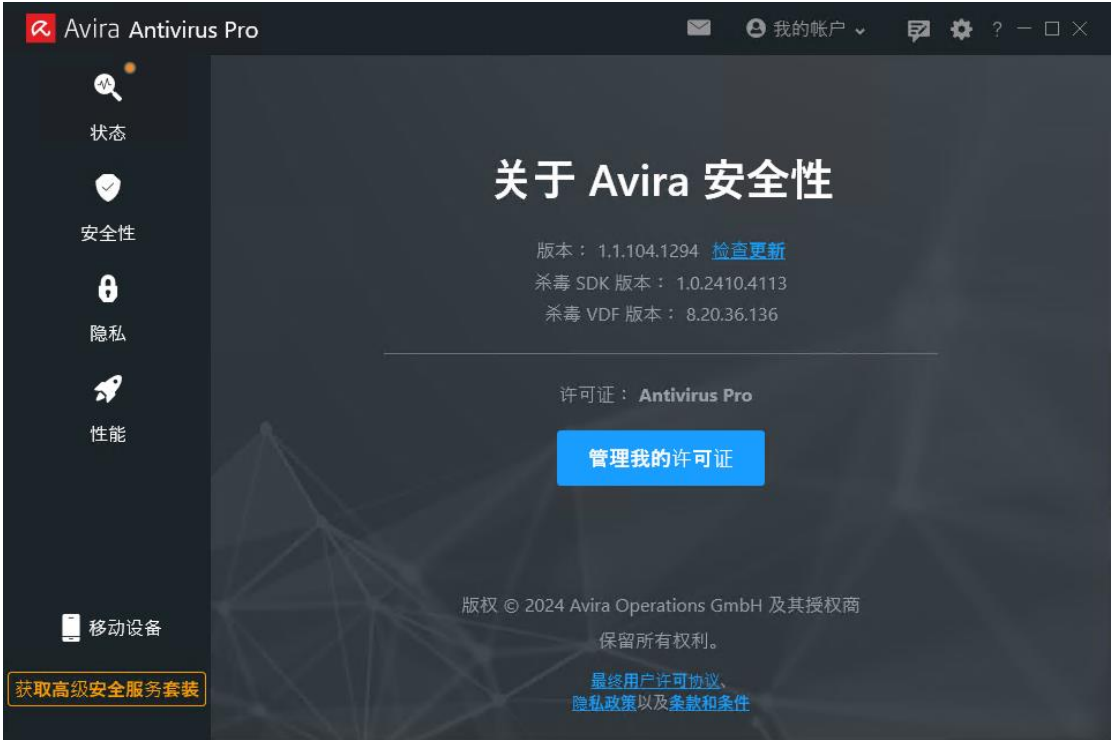 Avira Antivirus Pro
我的帐户
?
状态
安全性
隐私
性能
移动设备
获取高级安全服务套装
关于 Avira 安全性
版本： 1.1.104.1294 检查更新
杀毒 SDK 版本： 1.0.2410.4113
杀毒 VDF 版本： 8.20.36.136
许可证： Antivirus Pro
管理我的许可证
版权 © 2024 Avira Operations GmbH 及其授权商
保留所有权利。
最终用户许可协议、
隐私政策以及条款和条件